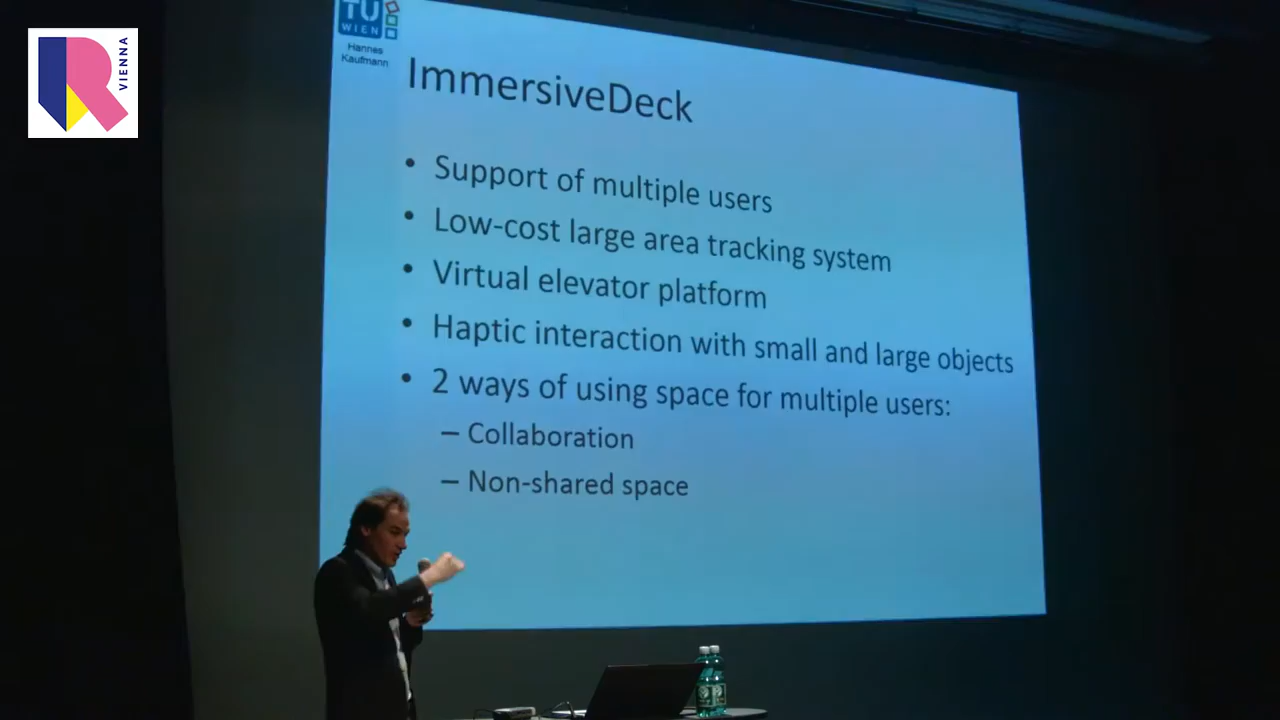 VIENNA
TU
WIEN
Hannes
Kaufmann
ImmersiveDeck
• Support of multiple users
• Low-cost large area tracking system
• Virtual elevator platform
• Haptic interaction with small and large objects
• 2 ways of using space for multiple users:
– Collaboration
– Non-shared space